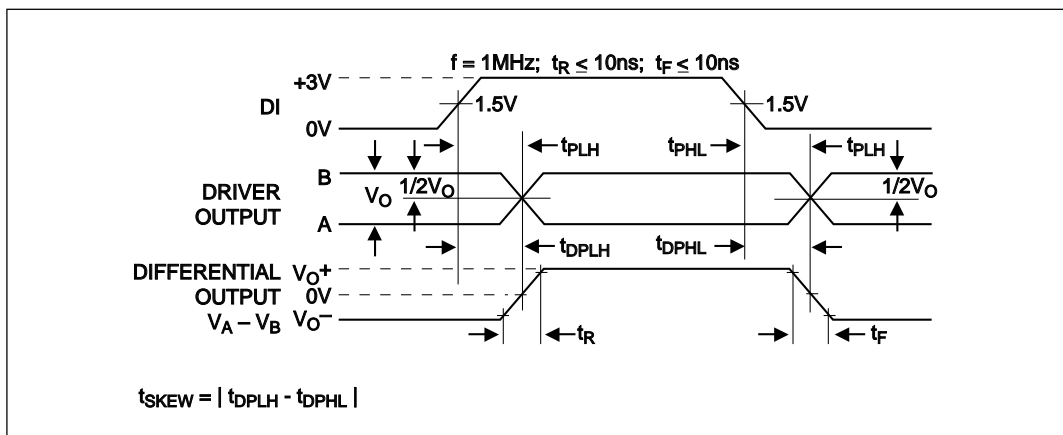 f = 1MHz; tR ≤ 10ns; tF ≤ 10ns
+3V
DI
1.5V
1.5V
0V
tPLH
tPHL
tPLH
B
DRIVER
OUTPUT
VO
1/2VO
1/2VO
A
tDPLH
tDPHL
DIFFERENTIAL
OUTPUT
VA – VB
VO+
0V
VO–
tR
tF
tSKEW = | tDPLH - tDPHL |